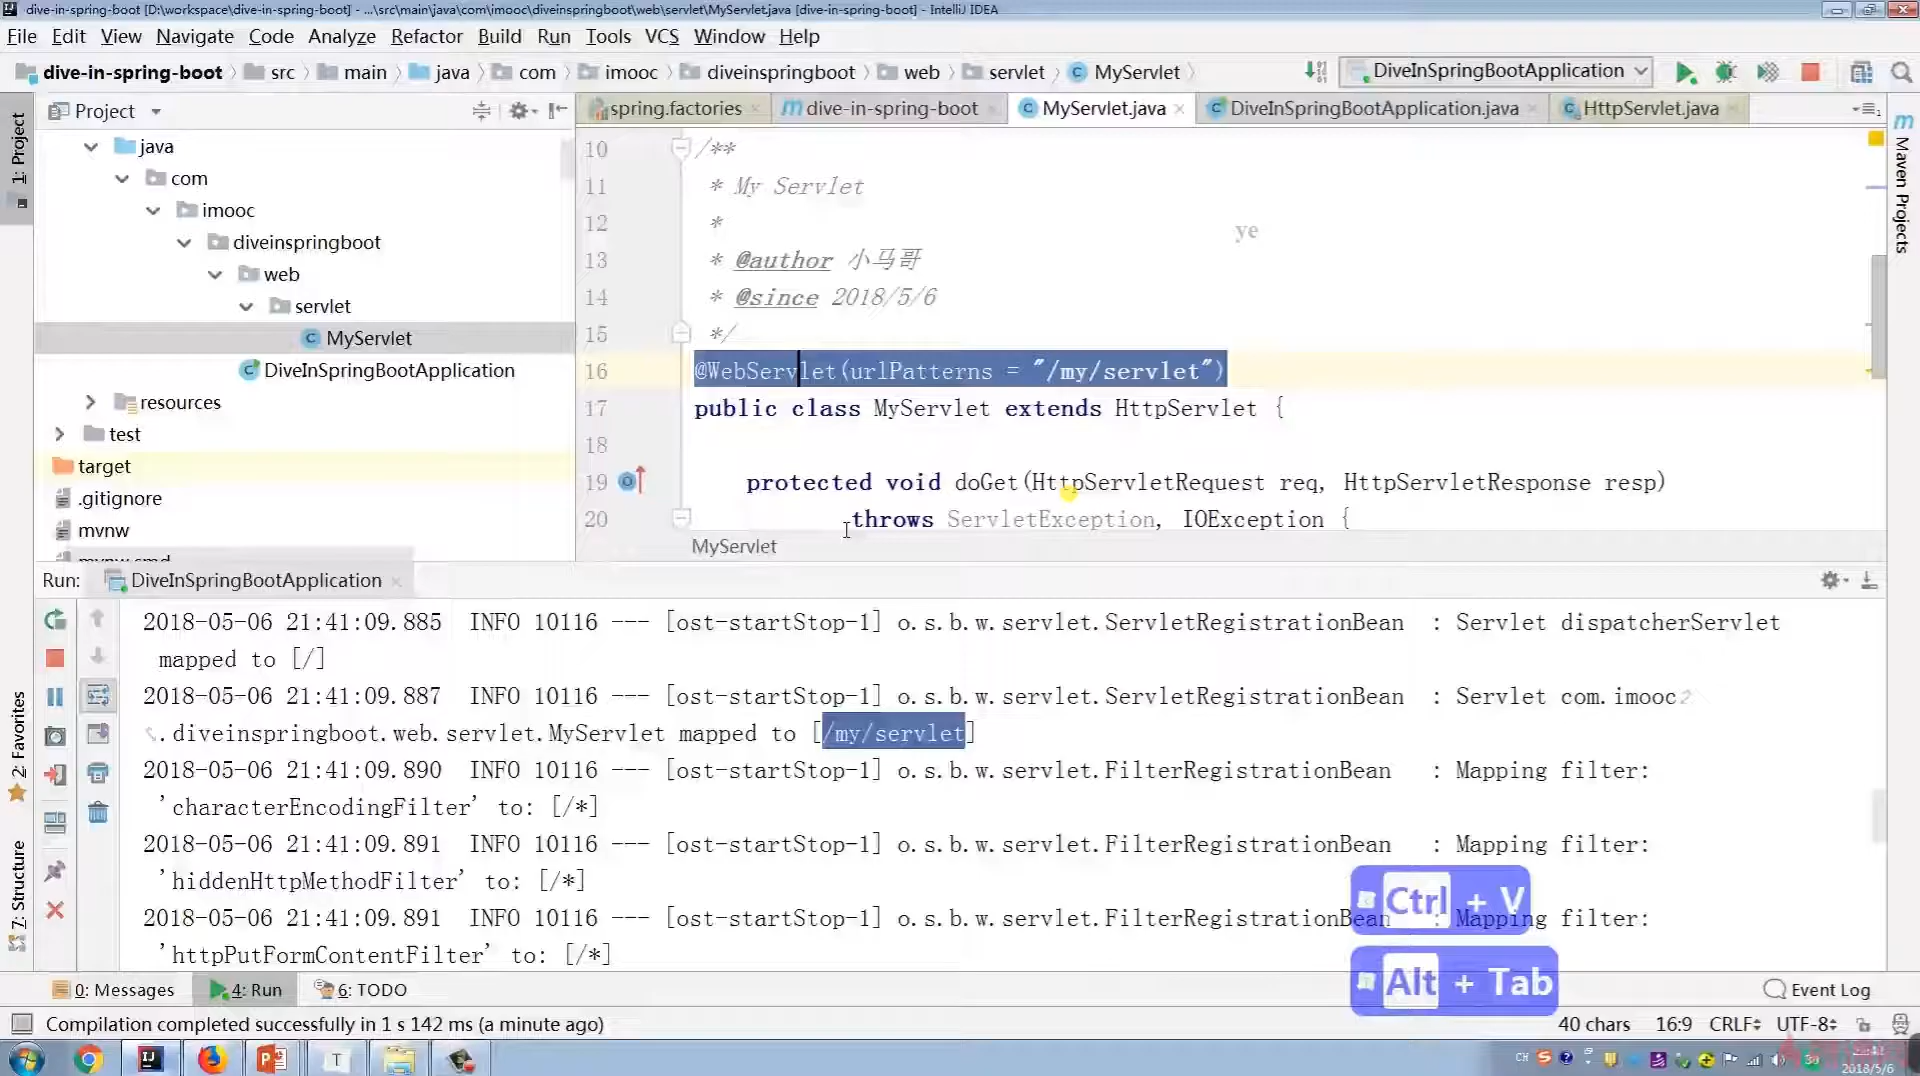 dive-in-spring-boot [D:\workspace\dive-in-spring-boot] - ...\src\main\java\com\imooc\diveinspringboot\web\servlet\MyServlet.java [dive-in-spring-boot] - IntelliJ IDEA
File Edit View Navigate Code Analyze Refactor Build Run Tools VCS Window Help
dive-in-spring-boot src main java com imooc diveinspringboot web servlet MyServlet DiveInSpringBootApplication
Project
spring.factories dive-in-spring-boot MyServlet.java DiveInSpringBootApplication.java HttpServlet.java
1: Project
2: Favorites
7: Structure
Maven Projects
java
com
imooc
diveinspringboot
web
servlet
MyServlet
DiveInSpringBootApplication
resources
test
target
.gitignore
mvnw
mvnw.cmd
10 /**
11 * My Servlet
12 *
ye
13 * @author 小马哥
14 * @since 2018/5/6
15 */
16 @WebServlet(urlPatterns = "/my/servlet")
17 public class MyServlet extends HttpServlet {
18
19 protected void doGet(HttpServletRequest req, HttpServletResponse resp)
20 throws ServletException, IOException {
MyServlet
Run: DiveInSpringBootApplication
2018-05-06 21:41:09.885 INFO 10116 --- [ost-startStop-1] o.s.b.w.servlet.ServletRegistrationBean : Servlet dispatcherServlet
mapped to [/]
2018-05-06 21:41:09.887 INFO 10116 --- [ost-startStop-1] o.s.b.w.servlet.ServletRegistrationBean : Servlet com.imooc
.diveinspringboot.web.servlet.MyServlet mapped to [/my/servlet]
2018-05-06 21:41:09.890 INFO 10116 --- [ost-startStop-1] o.s.b.w.servlet.FilterRegistrationBean : Mapping filter:
'characterEncodingFilter' to: [/*]
2018-05-06 21:41:09.891 INFO 10116 --- [ost-startStop-1] o.s.b.w.servlet.FilterRegistrationBean : Mapping filter:
'hiddenHttpMethodFilter' to: [/*]
2018-05-06 21:41:09.891 INFO 10116 --- [ost-startStop-1] o.s.b.w.servlet.FilterRegistrationBean : Mapping filter:
'httpPutFormContentFilter' to: [/*]
Ctrl + V
Alt + Tab
0: Messages 4: Run 6: TODO Event Log
Compilation completed successfully in 1 s 142 ms (a minute ago) 40 chars 16:9 CRLF UTF-8
CH
2018/5/6